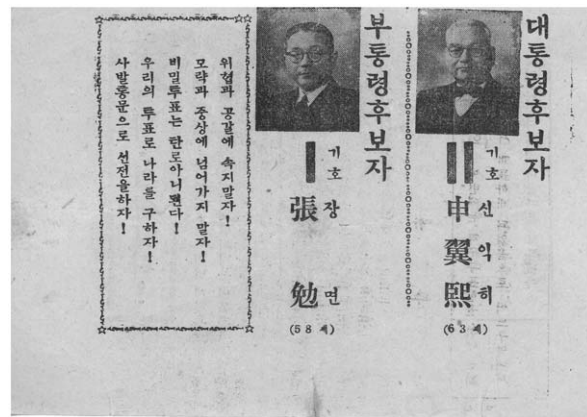 대통령후보자
기호 II
申翼熙
신익히
(63세)
부통령후보자
기호 I
張勉
장면
(58세)
위협과 공갈에 속지말자!
모략과 중상에 넘어가지 말자!
비밀투표는 탄로아니된다!
우리의 투표로 나라를 구하자!
사발통문으로 선전을하자!